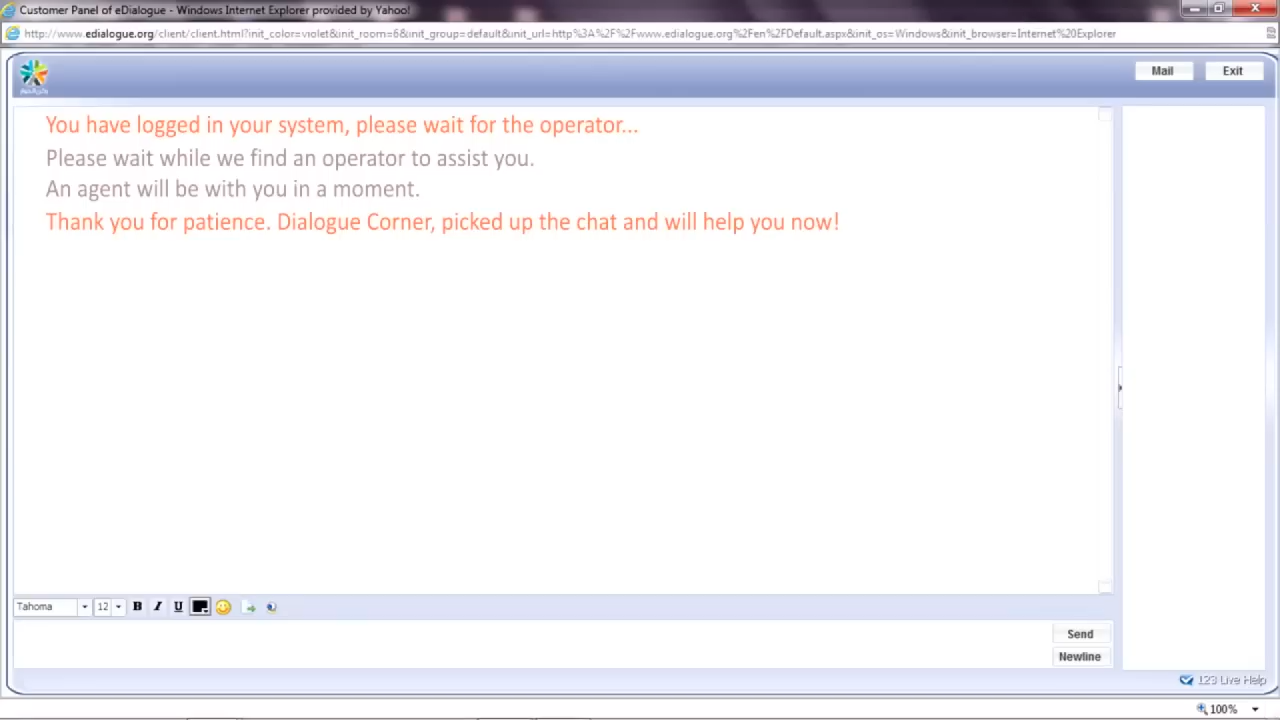 Customer Panel of eDialogue - Windows Internet Explorer provided by Yahoo!
http://www.edialogue.org/client/client.html?init_color=violet&init_room=6&init_group=default&init_url=http%3A%2F%2Fwww.edialogue.org%2Fen%2FDefault.aspx&init_os=Windows&init_browser=Internet%20Explorer
Mail Exit
You have logged in your system, please wait for the operator...
Please wait while we find an operator to assist you.
An agent will be with you in a moment.
Thank you for patience. Dialogue Corner, picked up the chat and will help you now!
Tahoma 12 B I U
Send
Newline
123 Live Help
100%